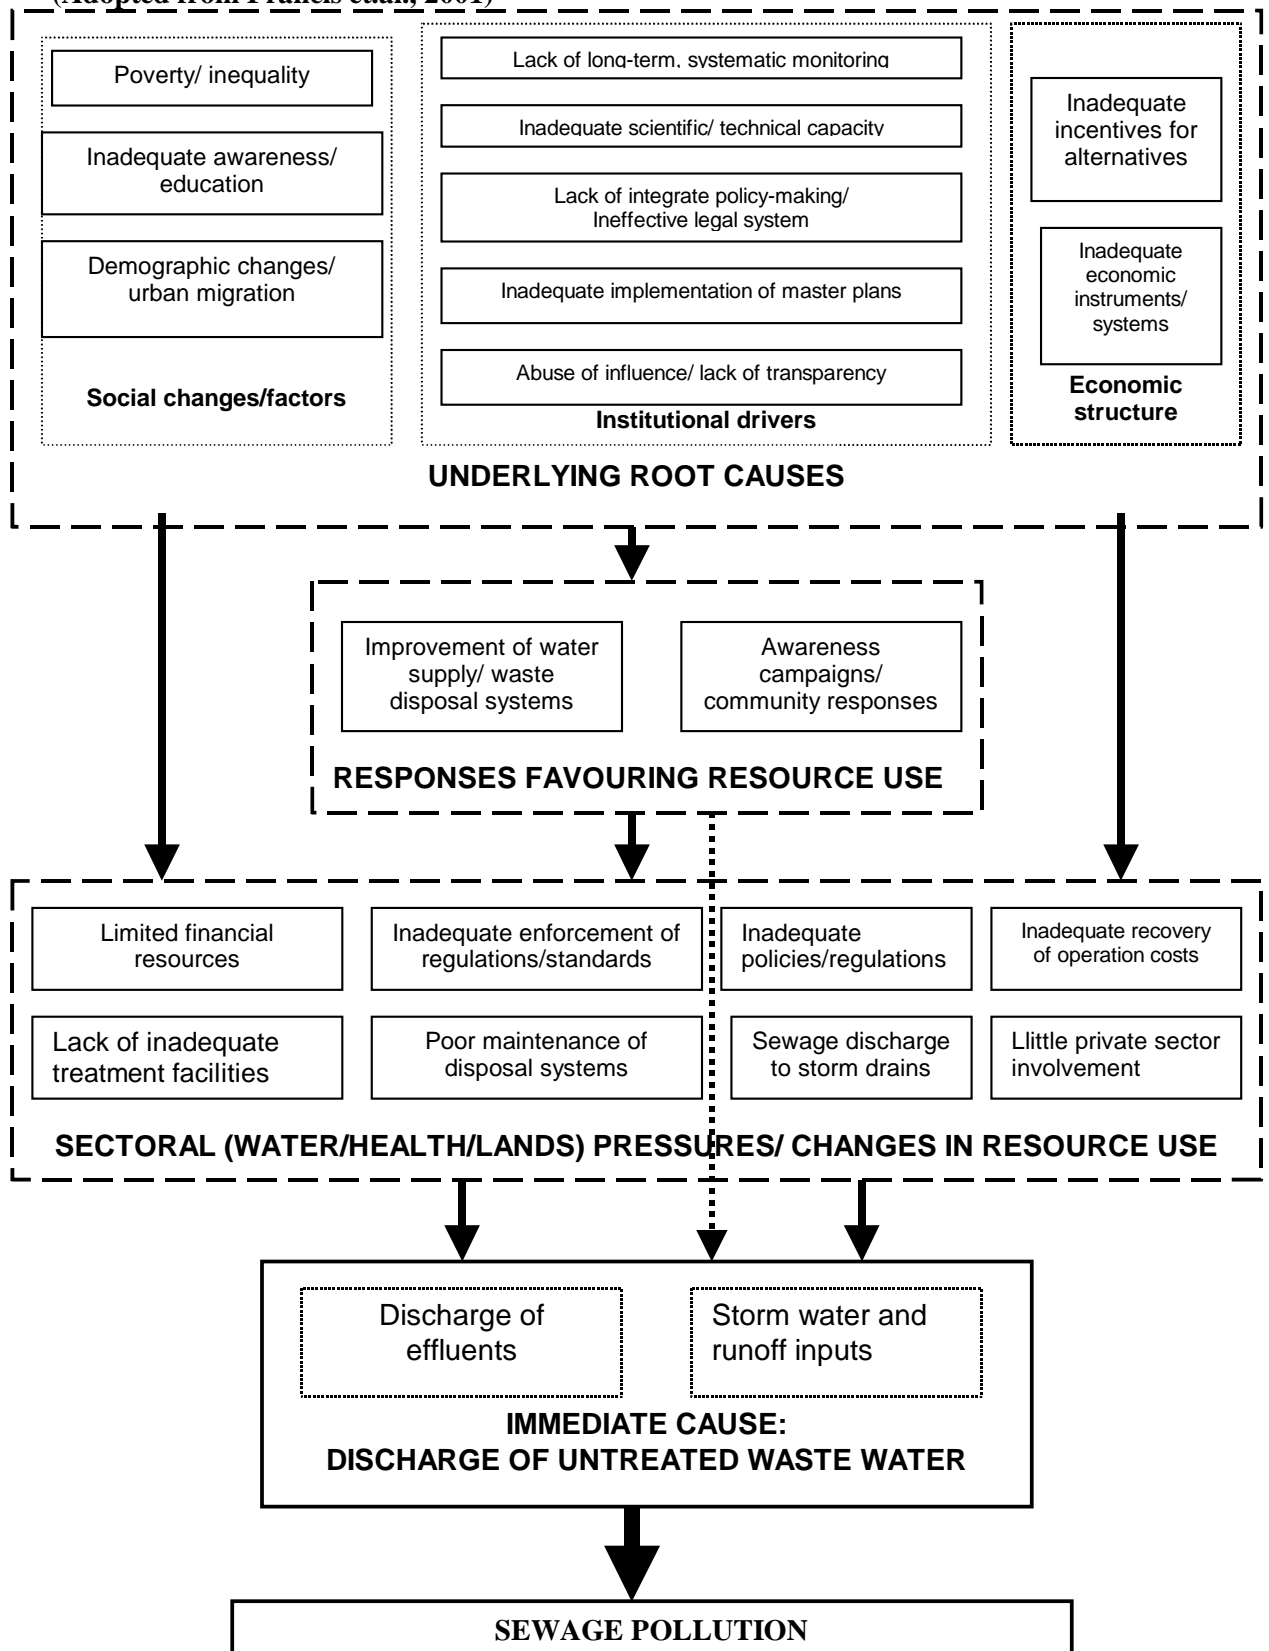 (Adopted from Francis et.al., 2001)
Poverty/ inequality
Inadequate awareness/
education
Demographic changes/
urban migration
Social changes/factors
Lack of long-term, systematic monitoring
Inadequate scientific/ technical capacity
Lack of integrate policy-making/
Ineffective legal system
Inadequate implementation of master plans
Abuse of influence/ lack of transparency
Institutional drivers
Inadequate
incentives for
alternatives
Inadequate
economic
instruments/
systems
Economic
structure
UNDERLYING ROOT CAUSES
Improvement of water
supply/ waste
disposal systems
Awareness
campaigns/
community responses
RESPONSES FAVOURING RESOURCE USE
Limited financial
resources
Inadequate enforcement of
regulations/standards
Inadequate
policies/regulations
Inadequate recovery
of operation costs
Lack of inadequate
treatment facilities
Poor maintenance of
disposal systems
Sewage discharge
to storm drains
Llittle private sector
involvement
SECTORAL (WATER/HEALTH/LANDS) PRESSURES/ CHANGES IN RESOURCE USE
Discharge of
effluents
Storm water and
runoff inputs
IMMEDIATE CAUSE:
DISCHARGE OF UNTREATED WASTE WATER
SEWAGE POLLUTION